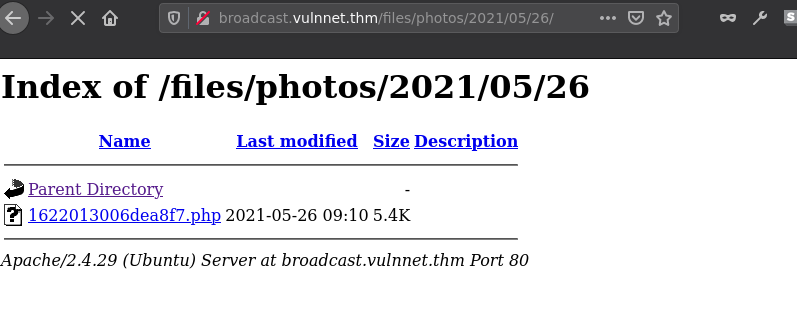 broadcast.vulnnet.thm/files/photos/2021/05/26/
S
Index of /files/photos/2021/05/26
Name Last modified Size Description
Parent Directory -
1622013006dea8f7.php 2021-05-26 09:10 5.4K
Apache/2.4.29 (Ubuntu) Server at broadcast.vulnnet.thm Port 80